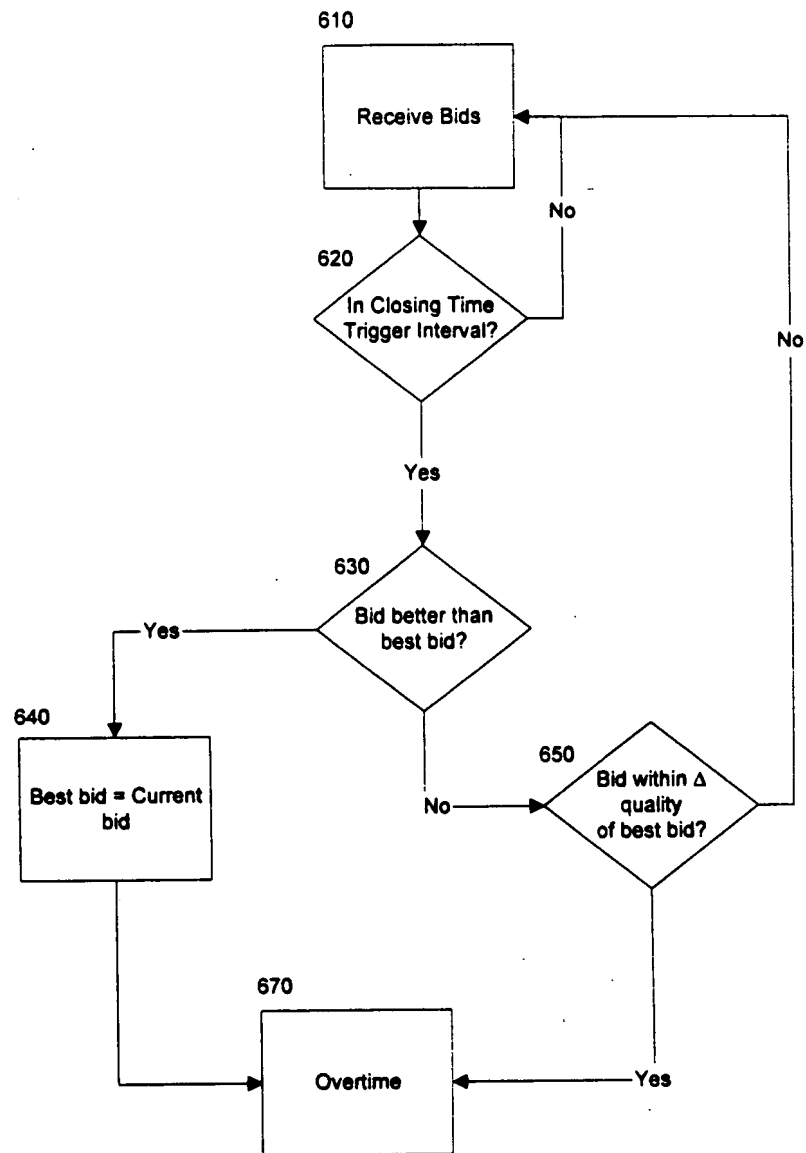 610
Receive Bids
No
620
In Closing Time
Trigger Interval?
No
Yes
630
Bid better than
best bid?
Yes
640
Best bid = Current
bid
650
Bid within Δ
quality
of best bid?
No
670
Overtime
Yes